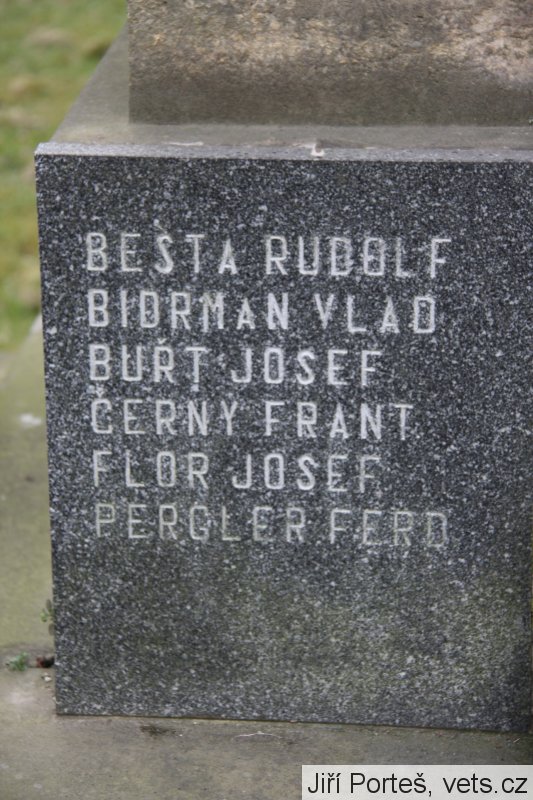 BEŠTA RUDOLF
BIDRMAN VLAD
BUŘT JOSEF
ČERNÝ FRANT
FLOR JOSEF
PERGLER FERD
Jiří Porteš, vets.cz